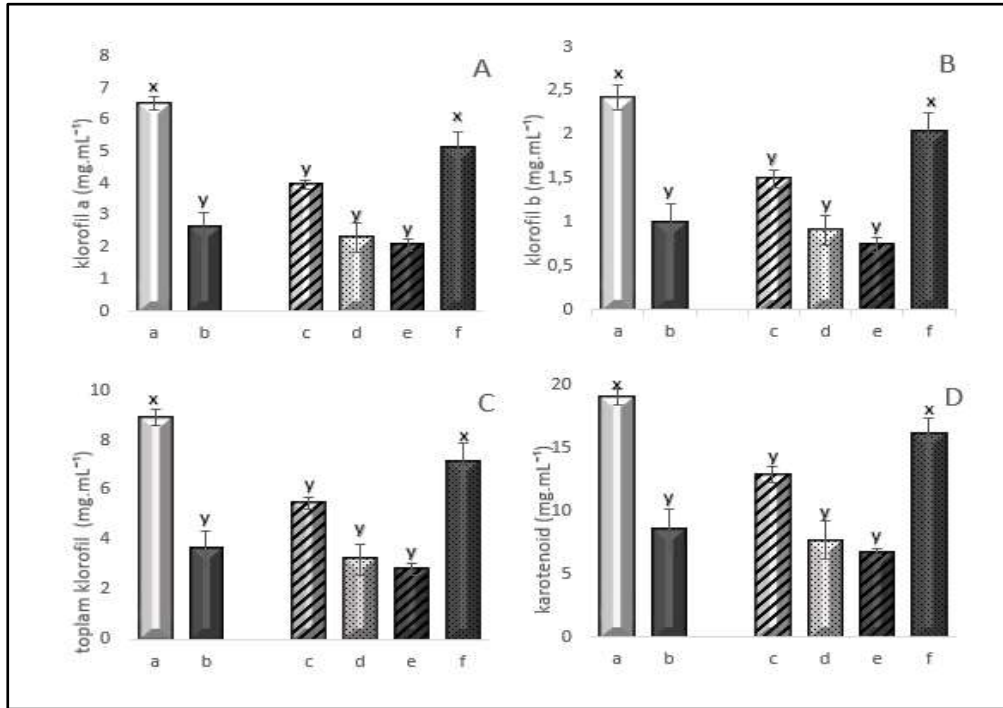 A
klorofil a (mg.mL⁻¹)
8
7
6
5
4
3
2
1
0
x
y
y
y
y
x
a b c d e f
B
klorofil b (mg.mL⁻¹)
3
2,5
2
1,5
1
0,5
0
x
y
y
y
y
x
a b c d e f
C
toplam klorofil (mg.mL⁻¹)
10
8
6
4
2
0
x
y
y
y
y
x
a b c d e f
D
karotenoid (mg.mL⁻¹)
20
15
10
5
0
x
y
y
y
y
x
a b c d e f